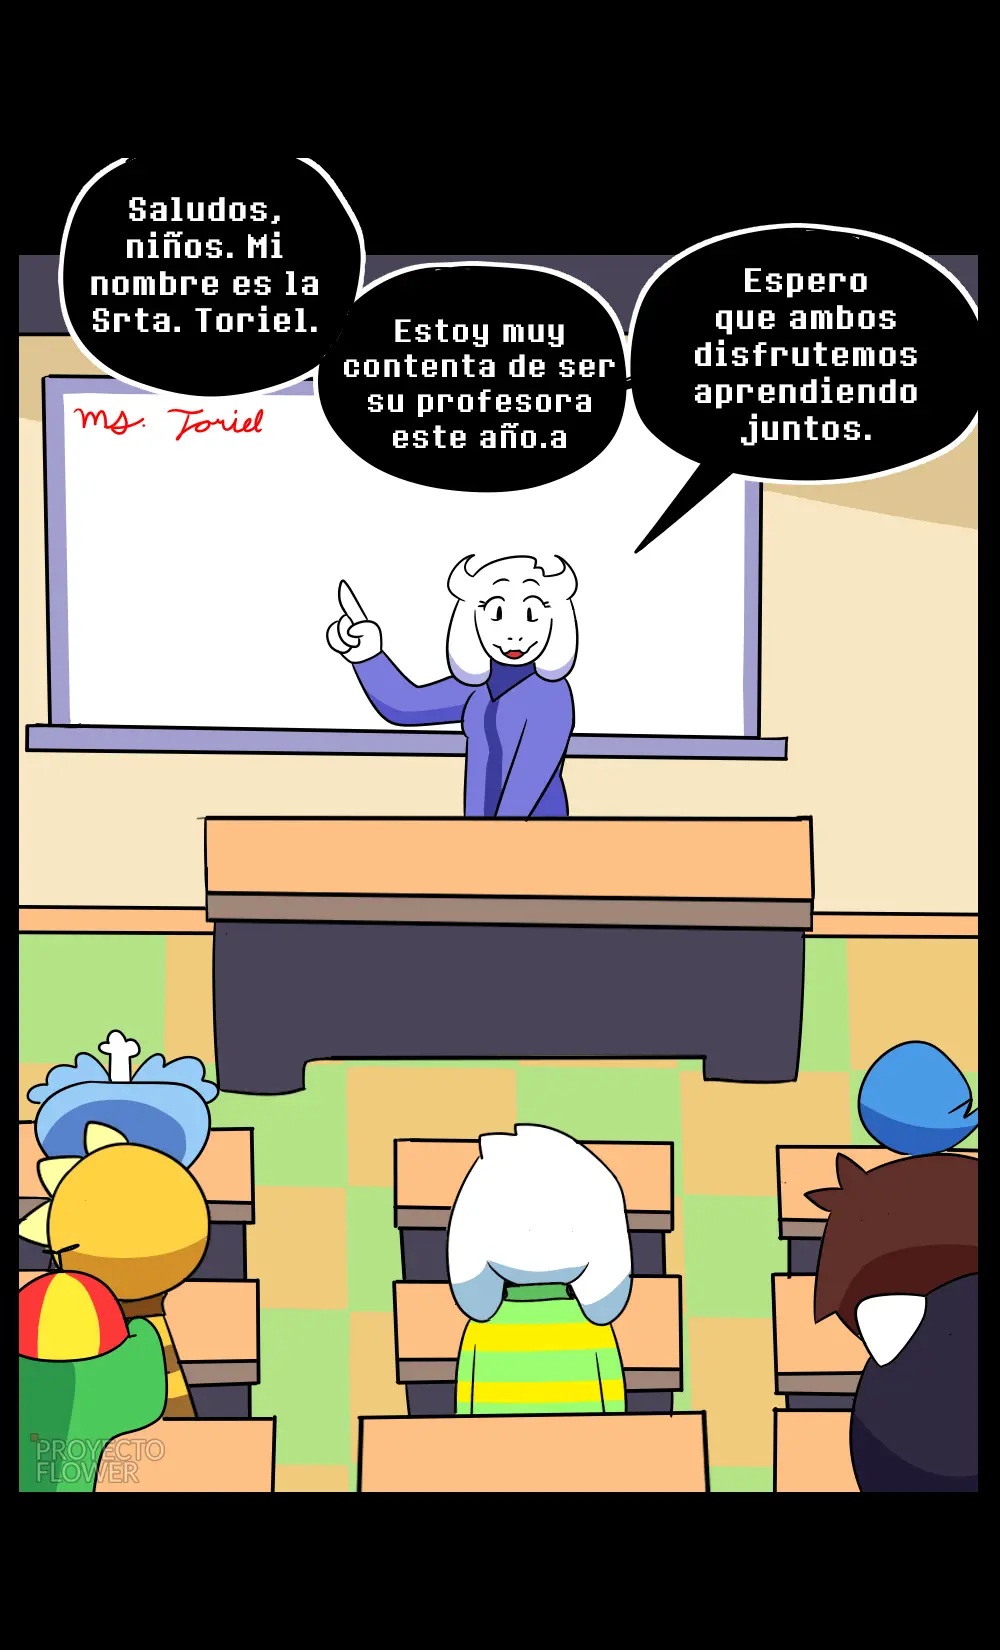 Saludos,
niños. Mi
nombre es la
Srta. Toriel.
Estoy muy
contenta de ser
su profesora
este año.a
Espero
que ambos
disfrutemos
aprendiendo
juntos.
Ms. Toriel
PROYECTO
FLOWER